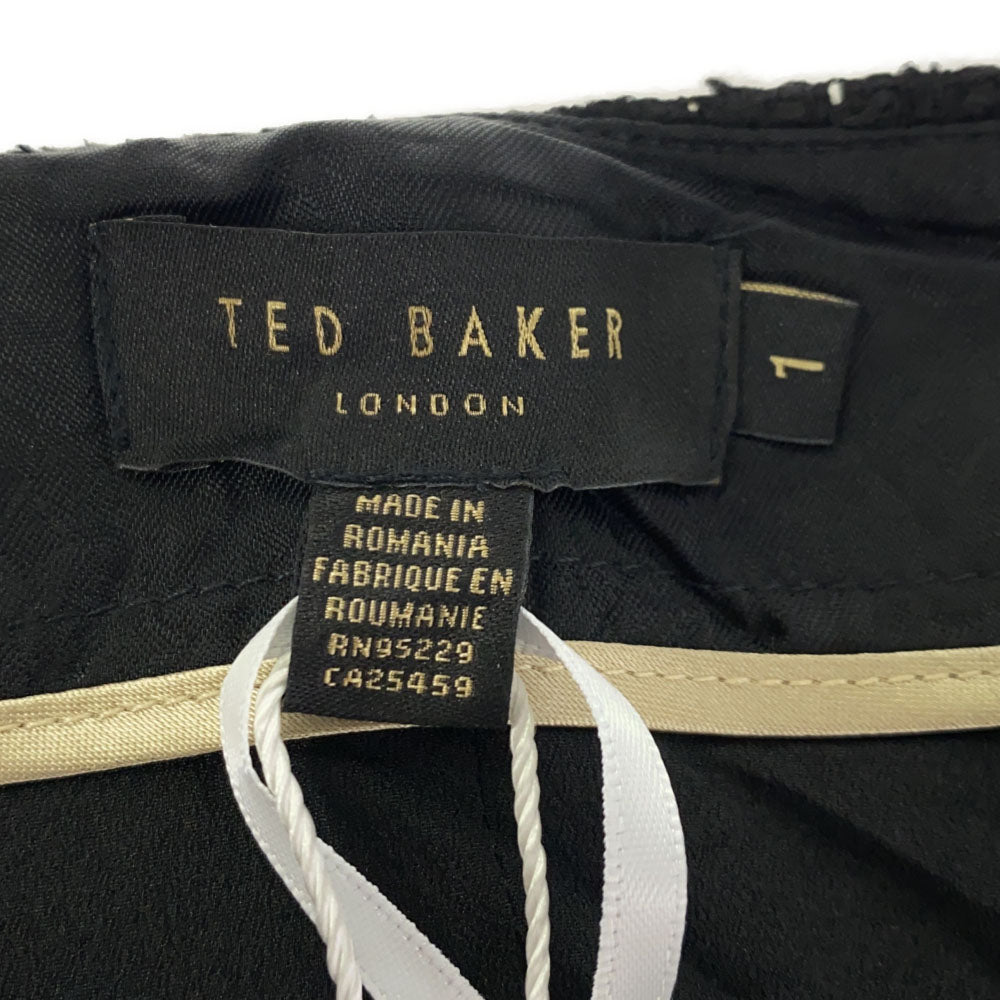 TED BAKER
LONDON
1
MADE IN
ROMANIA
FABRIQUE EN
ROUMANIE
RN95229
CA25459